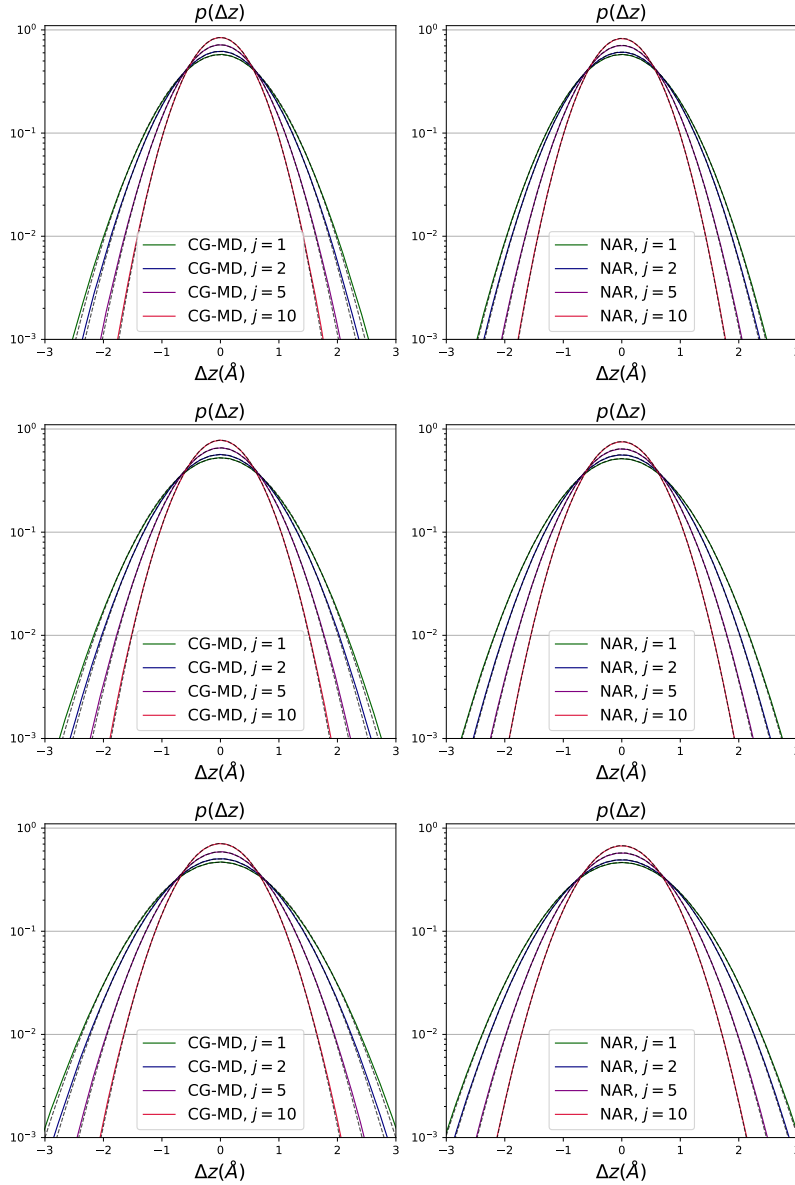 p(Δz)
p(Δz)
10⁰
10⁻¹
10⁻²
10⁻³
CG-MD, j = 1
CG-MD, j = 2
CG-MD, j = 5
CG-MD, j = 10
−3 −2 −1 0 1 2 3
Δz(Å)
10⁰
10⁻¹
10⁻²
10⁻³
NAR, j = 1
NAR, j = 2
NAR, j = 5
NAR, j = 10
−3 −2 −1 0 1 2
Δz(Å)
p(Δz)
p(Δz)
10⁰
10⁻¹
10⁻²
10⁻³
CG-MD, j = 1
CG-MD, j = 2
CG-MD, j = 5
CG-MD, j = 10
−3 −2 −1 0 1 2 3
Δz(Å)
10⁰
10⁻¹
10⁻²
10⁻³
NAR, j = 1
NAR, j = 2
NAR, j = 5
NAR, j = 10
−3 −2 −1 0 1 2
Δz(Å)
p(Δz)
p(Δz)
10⁰
10⁻¹
10⁻²
10⁻³
CG-MD, j = 1
CG-MD, j = 2
CG-MD, j = 5
CG-MD, j = 10
−3 −2 −1 0 1 2 3
Δz(Å)
10⁰
10⁻¹
10⁻²
10⁻³
NAR, j = 1
NAR, j = 2
NAR, j = 5
NAR, j = 10
−3 −2 −1 0 1 2
Δz(Å)